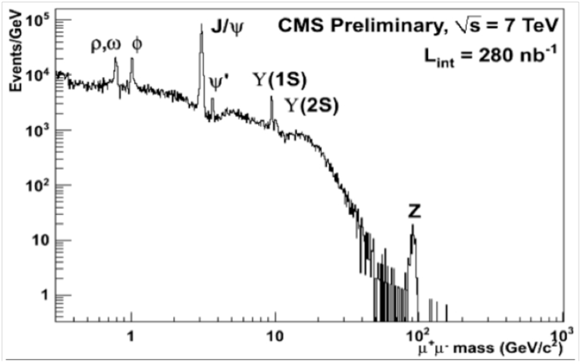 CMS Preliminary, √s = 7 TeV
L_int = 280 nb⁻¹
Events/GeV
10⁵
10⁴
10³
10²
10
1
ρ,ω
ϕ
J/ψ
ψ'
Υ(1S)
Υ(2S)
Z
1
10
10²
10³
μ⁺μ⁻ mass (GeV/c²)